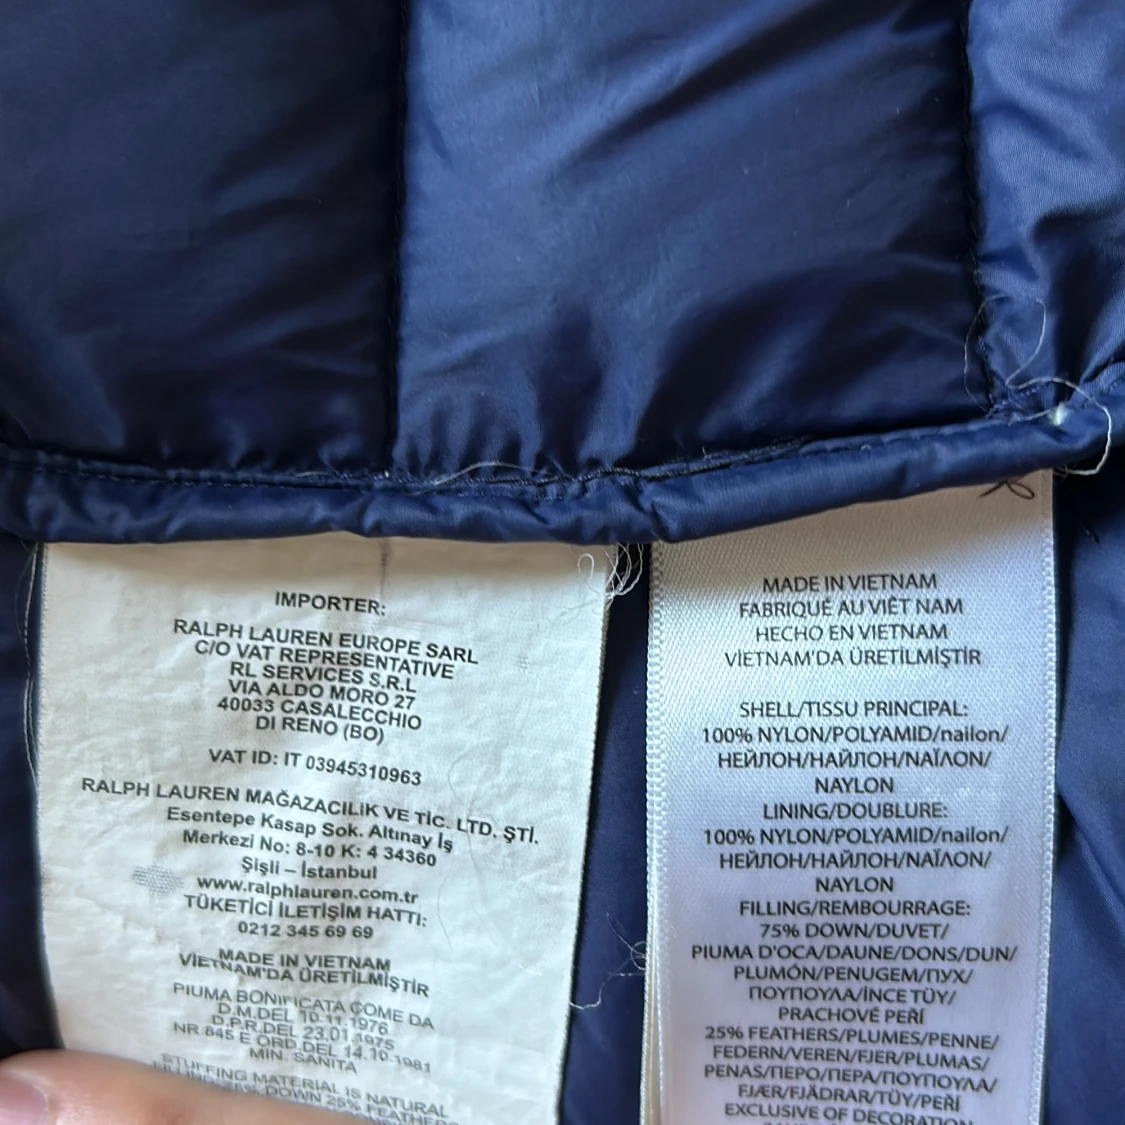 IMPORTER:
RALPH LAUREN EUROPE SARL
C/O VAT REPRESENTATIVE
RL SERVICES S.R.L
VIA ALDO MORO 27
40033 CASALECCHIO
DI RENO (BO)
VAT ID: IT 03945310963
RALPH LAUREN MAĞAZACILIK VE TİC. LTD. ŞTİ.
Esentepe Kasap Sok. Altınay İş
Merkezi No: 8-10 K: 4 34360
Şişli – İstanbul
www.ralphlauren.com.tr
TÜKETİCİ İLETİŞİM HATTI:
0212 345 69 69
MADE IN VIETNAM
VİETNAM'DA ÜRETİLMİŞTİR
PIUMA BONIFICATA COME DA
D.M.DEL 10.11.1976
D.P.R.DEL 23.01.1975
NR 845 E ORD.DEL 14.10.1981
MIN. SANITA
STUFFING MATERIAL IS NATURAL
DOWN 25% FEATHERS
MADE IN VIETNAM
FABRIQUÉ AU VIÊT NAM
HECHO EN VIETNAM
VİETNAM'DA ÜRETİLMİŞTİR
SHELL/TISSU PRINCIPAL:
100% NYLON/POLYAMID/nailon/
НЕЙЛОН/НАЙЛОН/ΝΑΪΛΟΝ/
NAYLON
LINING/DOUBLURE:
100% NYLON/POLYAMID/nailon/
НЕЙЛОН/НАЙЛОН/ΝΑΪΛΟΝ/
NAYLON
FILLING/REMBOURRAGE:
75% DOWN/DUVET/
PIUMA D'OCA/DAUNE/DONS/DUN/
PLUMÓN/PENUGEM/ПУХ/
ΠΟΥΠΟΥΛΑ/İNCE TÜY/
PRACHOVÉ PEŘÍ
25% FEATHERS/PLUMES/PENNE/
FEDERN/VEREN/FJER/PLUMAS/
PENAS/ПЕРО/ПЕРА/ΠΟΥΠΟΥΛΑ/
FJÆR/FJÄDRAR/TÜY/PEŘÍ
EXCLUSIVE OF DECORATION